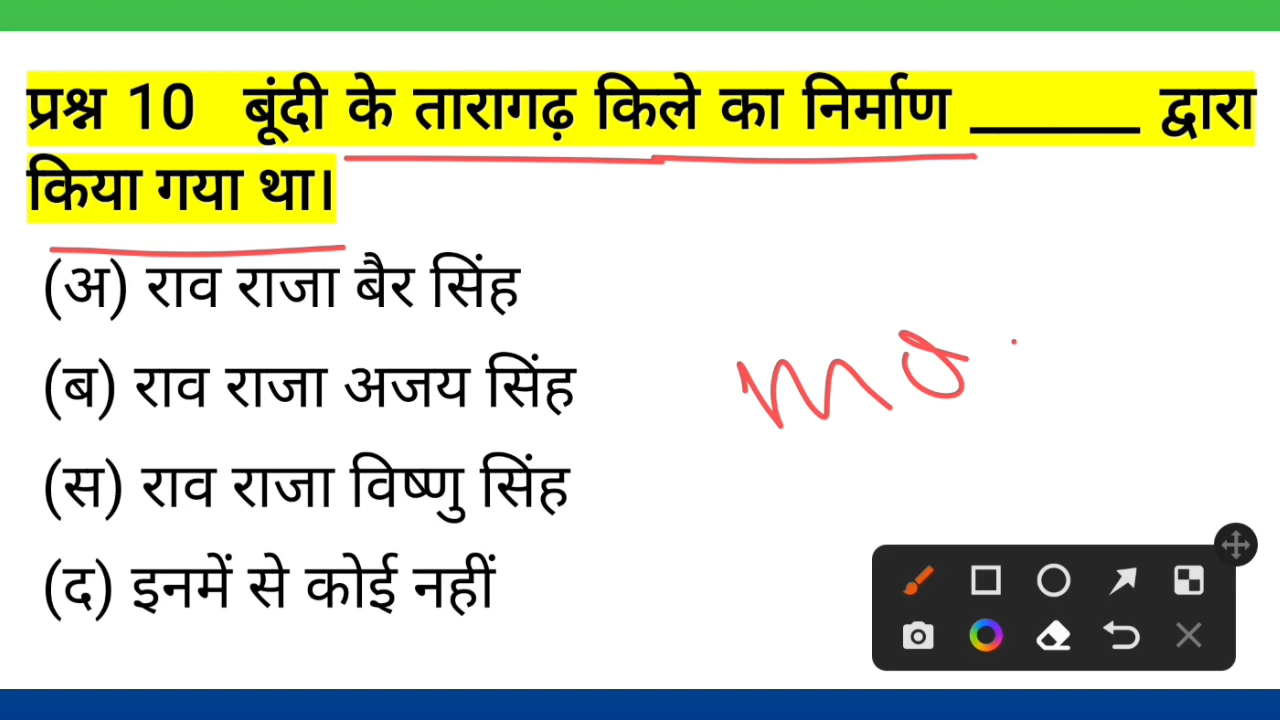 प्रश्न 10 बूंदी के तारागढ़ किले का निर्माण ______ द्वारा
किया गया था।
(अ) राव राजा बैर सिंह
(ब) राव राजा अजय सिंह
(स) राव राजा विष्णु सिंह
(द) इनमें से कोई नहीं